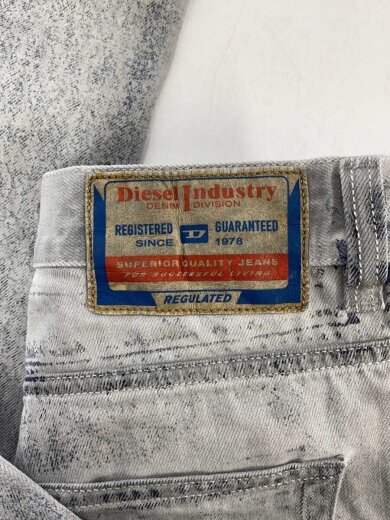 Diesel Industry
DENIM DIVISION
REGISTERED D GUARANTEED
SINCE 1978
SUPERIOR QUALITY JEANS
FOR SUCCESSFUL LIVING
REGULATED